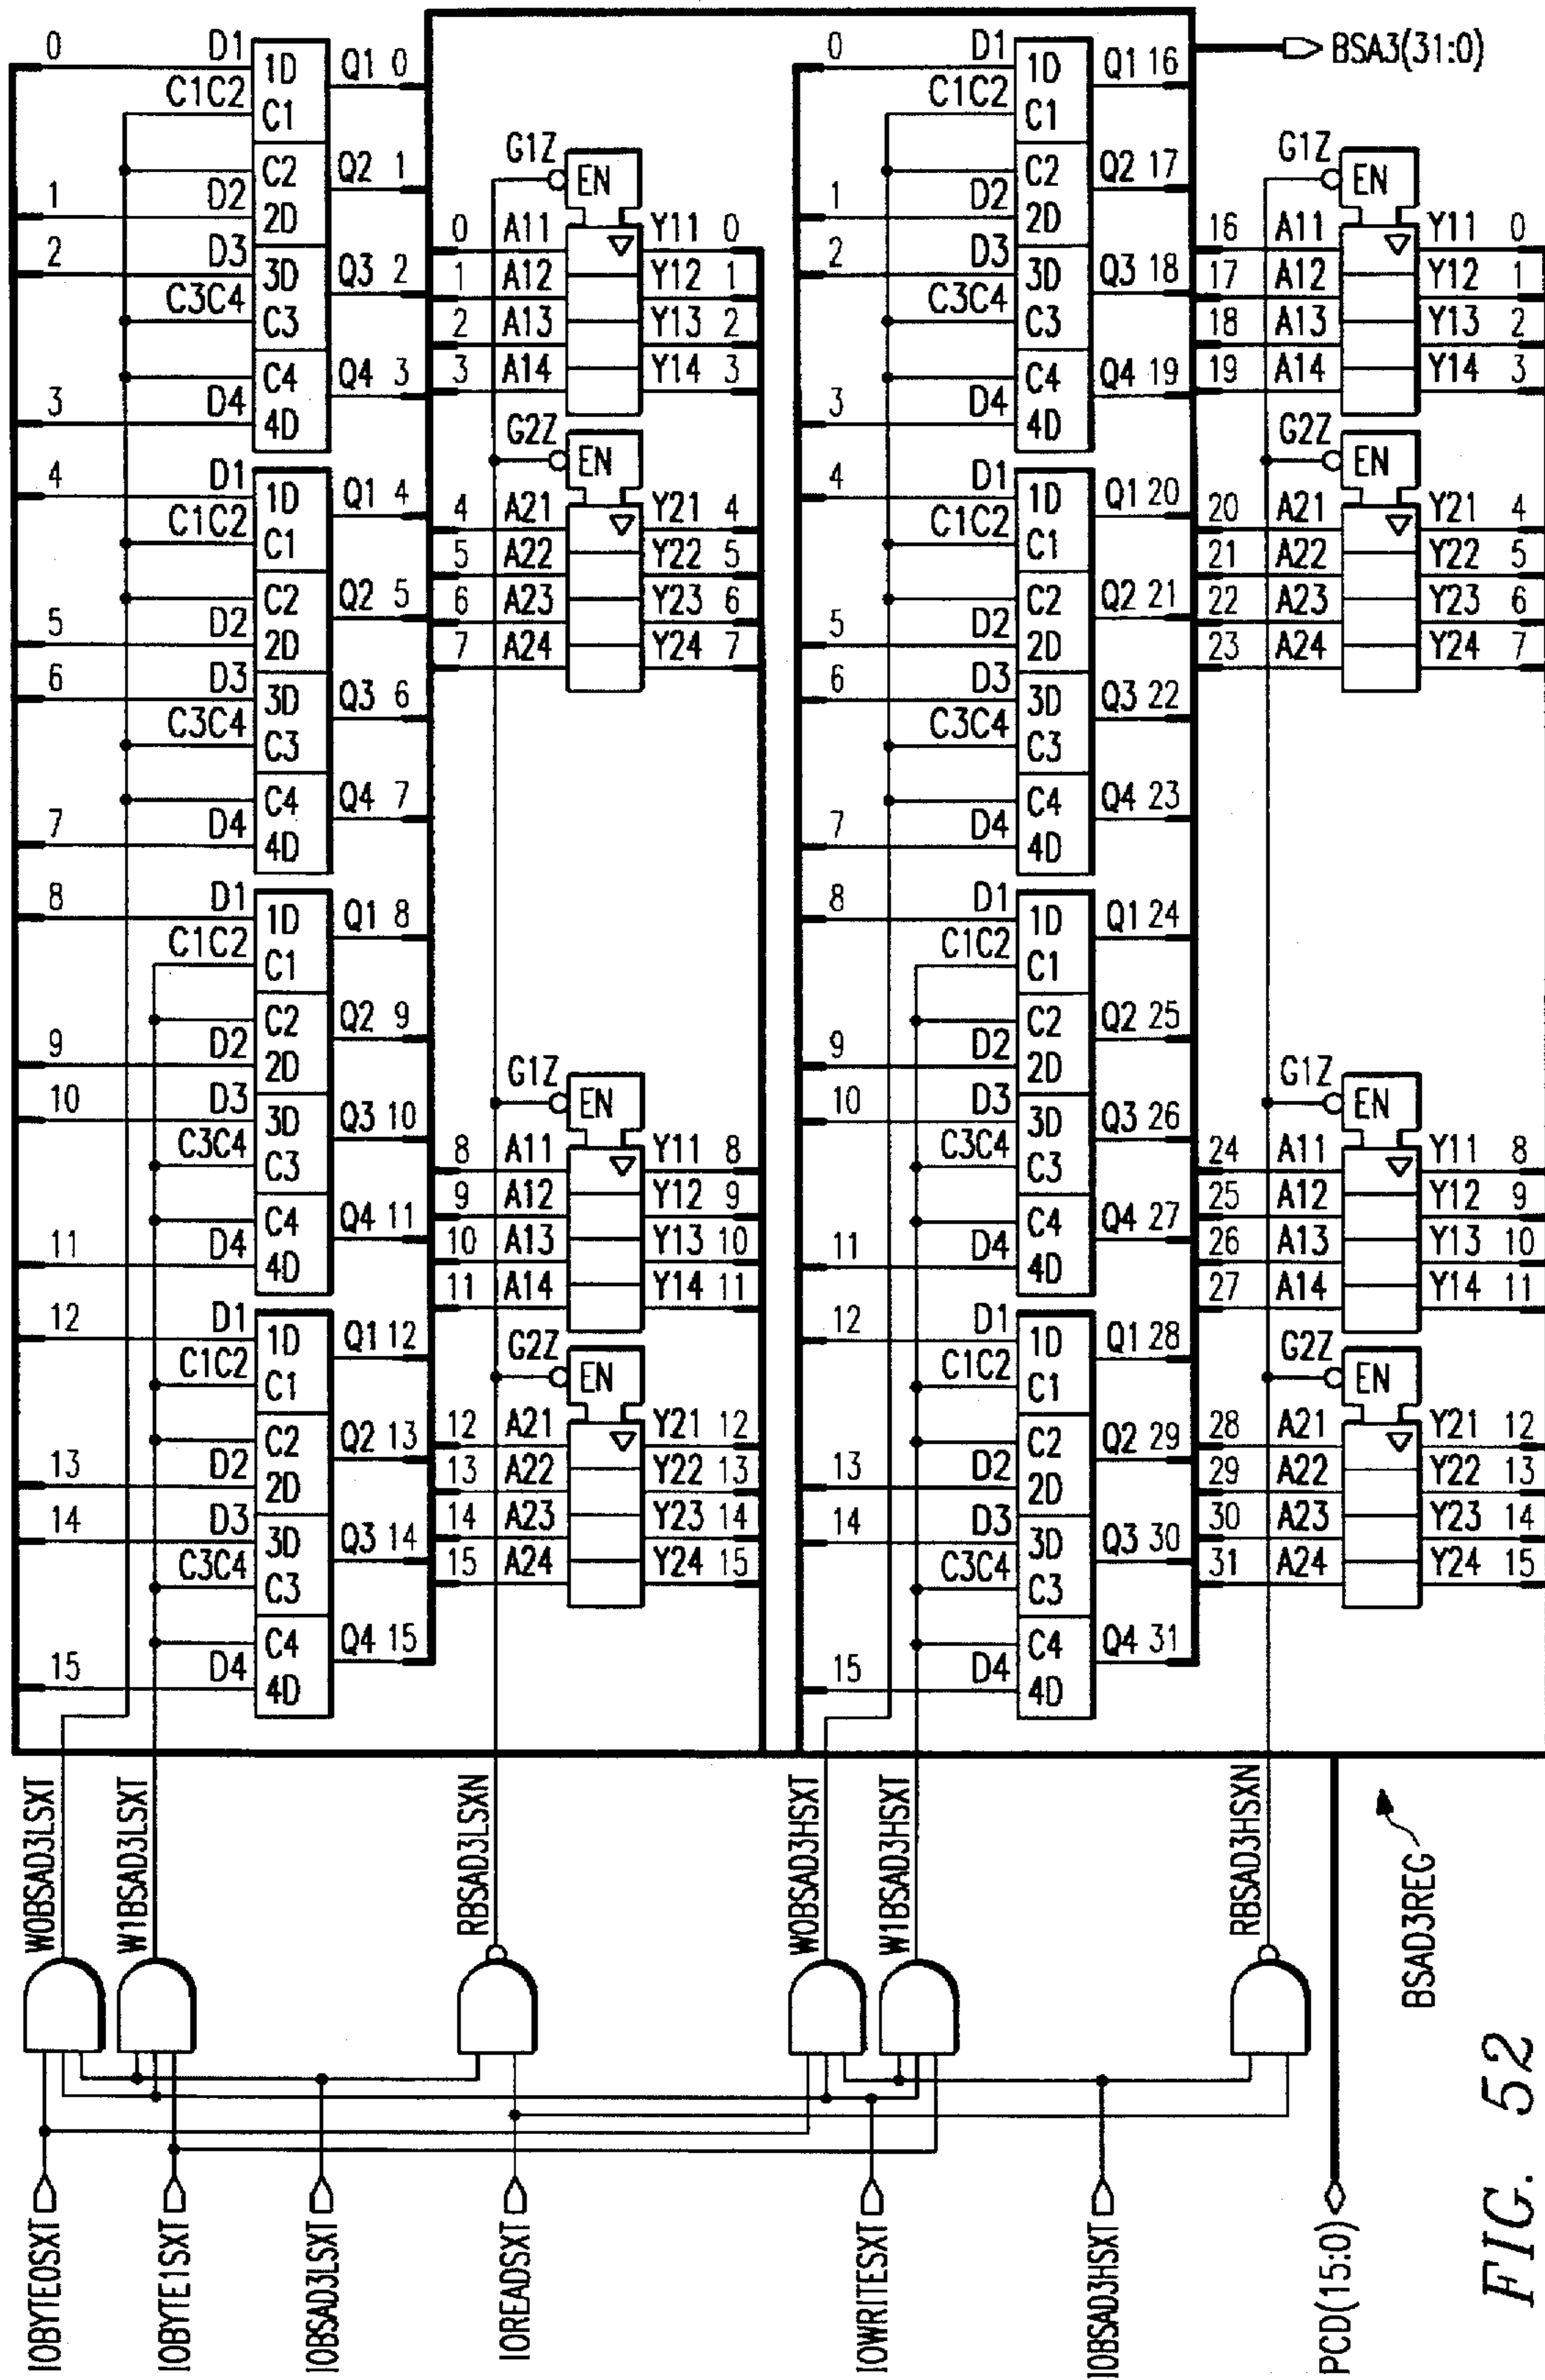 0 D1 1D Q1 0
C1C2 C1
C2 Q2 1
1 D2 2D
2 D3 3D Q3 2
C3C4 C3
C4 Q4 3
3 D4 4D
4 D1 1D Q1 4
C1C2 C1
C2 Q2 5
5 D2 2D
6 D3 3D Q3 6
C3C4 C3
C4 Q4 7
7 D4 4D
8 D1 1D Q1 8
C1C2 C1
C2 Q2 9
9 D2 2D
10 D3 3D Q3 10
C3C4 C3
C4 Q4 11
11 D4 4D
12 D1 1D Q1 12
C1C2 C1
C2 Q2 13
13 D2 2D
14 D3 3D Q3 14
C3C4 C3
C4 Q4 15
15 D4 4D
G1Z EN
0 A11 Y11 0
1 A12 Y12 1
2 A13 Y13 2
3 A14 Y14 3
G2Z EN
4 A21 Y21 4
5 A22 Y22 5
6 A23 Y23 6
7 A24 Y24 7
G1Z EN
8 A11 Y11 8
9 A12 Y12 9
10 A13 Y13 10
11 A14 Y14 11
G2Z EN
12 A21 Y21 12
13 A22 Y22 13
14 A23 Y23 14
15 A24 Y24 15
0 D1 1D Q1 16
C1C2 C1
C2 Q2 17
1 D2 2D
2 D3 3D Q3 18
C3C4 C3
C4 Q4 19
3 D4 4D
4 D1 1D Q1 20
C1C2 C1
C2 Q2 21
5 D2 2D
6 D3 3D Q3 22
C3C4 C3
C4 Q4 23
7 D4 4D
8 D1 1D Q1 24
C1C2 C1
C2 Q2 25
9 D2 2D
10 D3 3D Q3 26
C3C4 C3
C4 Q4 27
11 D4 4D
12 D1 1D Q1 28
C1C2 C1
C2 Q2 29
13 D2 2D
14 D3 3D Q3 30
C3C4 C3
C4 Q4 31
15 D4 4D
BSA3(31:0)
G1Z EN
16 A11 Y11 0
17 A12 Y12 1
18 A13 Y13 2
19 A14 Y14 3
G2Z EN
20 A21 Y21 4
21 A22 Y22 5
22 A23 Y23 6
23 A24 Y24 7
G1Z EN
24 A11 Y11 8
25 A12 Y12 9
26 A13 Y13 10
27 A14 Y14 11
G2Z EN
28 A21 Y21 12
29 A22 Y22 13
30 A23 Y23 14
31 A24 Y24 15
W0BSAD3LSXT
W1BSAD3LSXT
RBSAD3LSXN
W0BSAD3HSXT
W1BSAD3HSXT
RBSAD3HSXN
BSAD3REG
IOBYTE0SXT
IOBYTE1SXT
IOBSAD3LSXT
IOREADSXT
IOWRITESXT
IOBSAD3HSXT
PCD(15:0)
FIG. 52